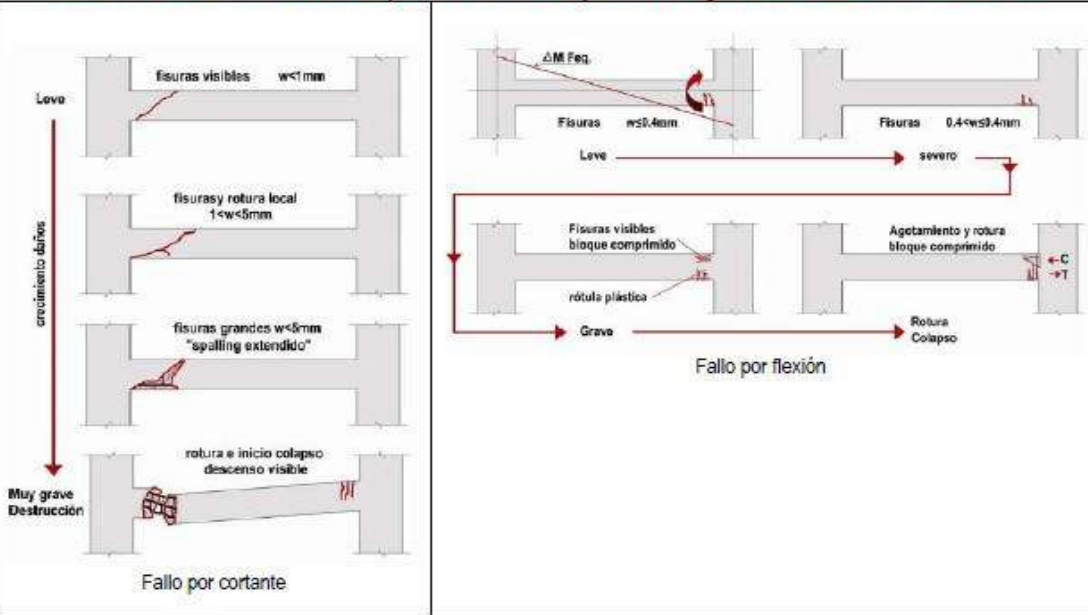 Leve
fisuras visibles w<1mm
crecimiento daños
fisuras y rotura local
1<w<5mm
fisuras grandes w<5mm
"spalling extendido"
rotura e inicio colapso
descenso visible
Muy grave
Destrucción
Fallo por cortante
ΔM Feq.
Fisuras w≤0.4mm
Fisuras 0.4<w≤0.4mm
Leve
severo
Fisuras visibles
bloque comprimido
rótula plástica
Agotamiento y rotura
bloque comprimido
C
T
Grave
Rotura
Colapso
Fallo por flexión